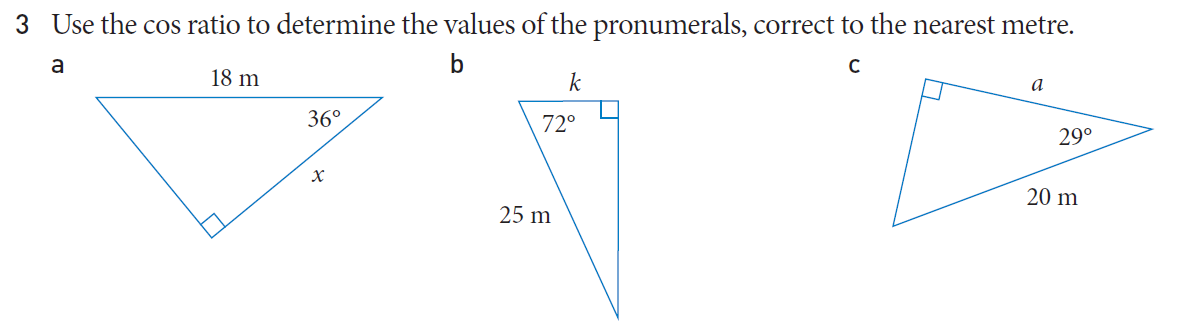 3 Use the cos ratio to determine the values of the pronumerals, correct to the nearest metre.
a
18 m
36°
x
b
k
72°
25 m
c
a
29°
20 m